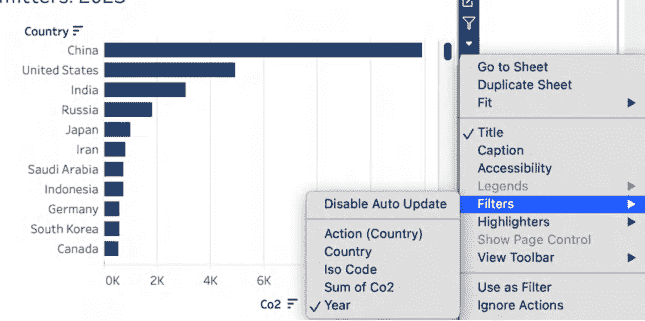 Country
China
United States
India
Russia
Japan
Iran
Saudi Arabia
Indonesia
Germany
South Korea
Canada
0K
2K
4K
6K
Co2
Go to Sheet
Duplicate Sheet
Fit
Title
Caption
Accessibility
Legends
Filters
Highlighters
Show Page Control
View Toolbar
Use as Filter
Ignore Actions
Disable Auto Update
Action (Country)
Country
Iso Code
Sum of Co2
Year